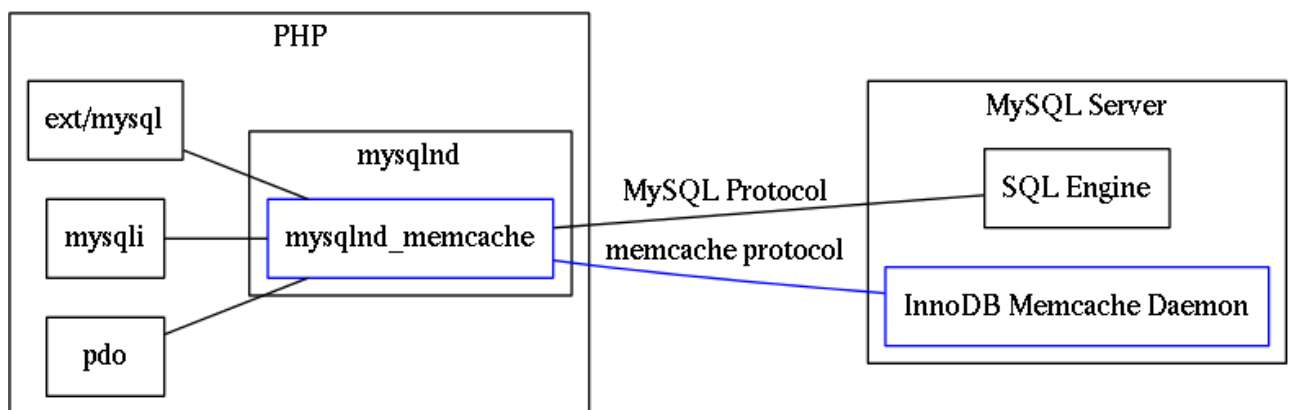 PHP
ext/mysql
mysqlnd
mysqli
mysqlnd_memcache
pdo
MySQL Protocol
memcache protocol
MySQL Server
SQL Engine
InnoDB Memcache Daemon